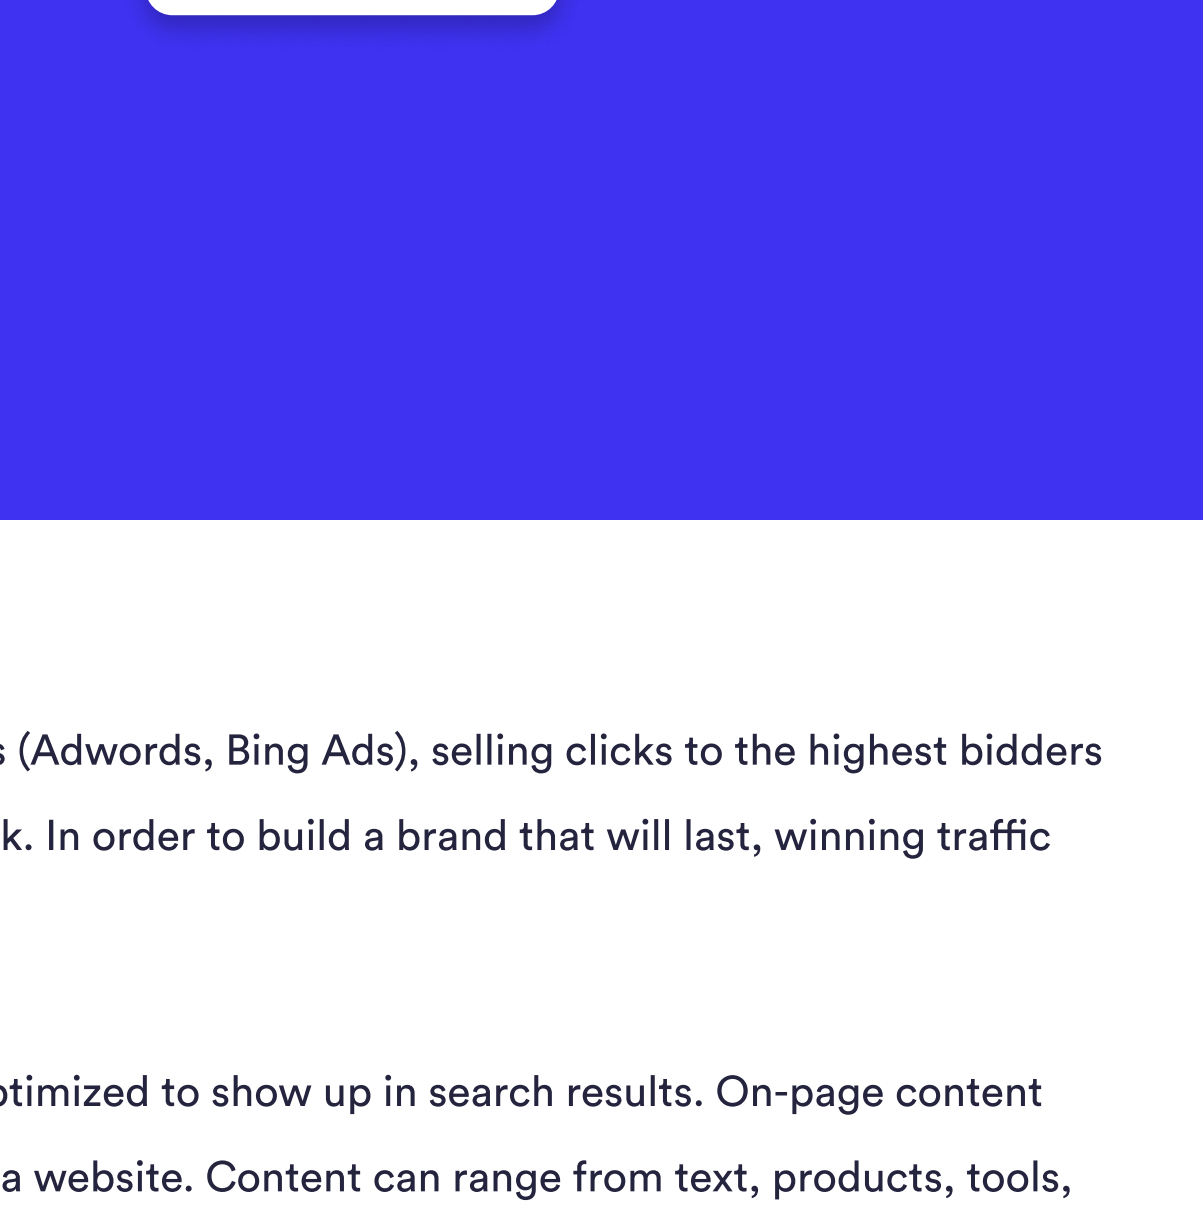 (Adwords, Bing Ads), selling clicks to the highest bidders
k. In order to build a brand that will last, winning traffic
ptimized to show up in search results. On-page content
a website. Content can range from text, products, tools,